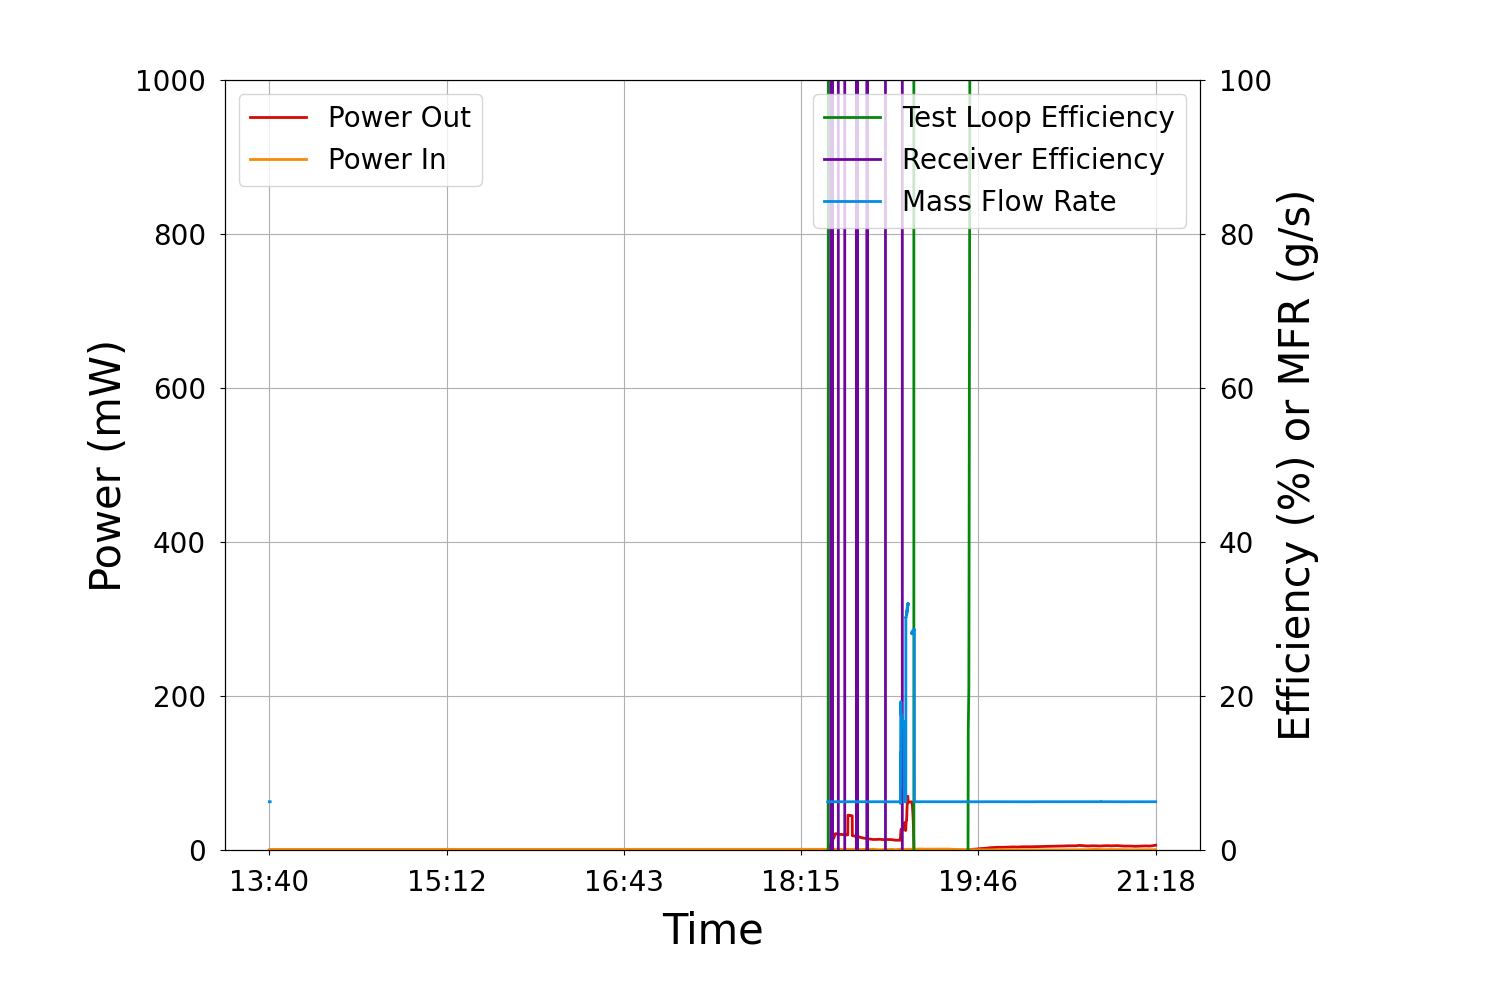 1000
800
600
400
200
0
Power (mW)
Power Out
Power In
Test Loop Efficiency
Receiver Efficiency
Mass Flow Rate
100
80
60
40
20
0
Efficiency (%) or MFR (g/s)
13:40 15:12 16:43 18:15 19:46 21:18
Time